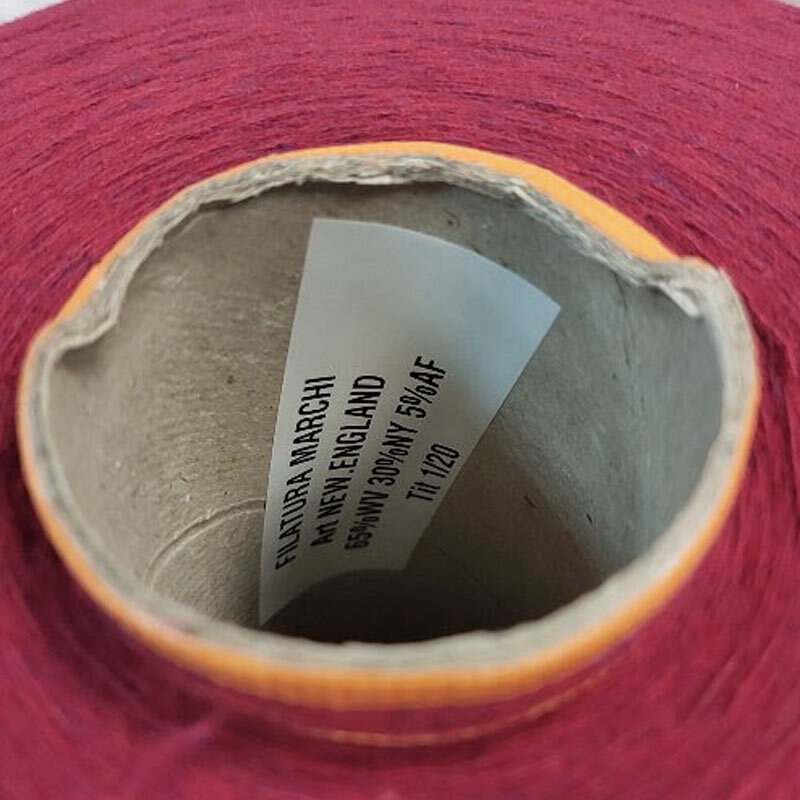 FILATURA MARCHI
Art NEW.ENGLAND
65%WV 30%NY 5%AF
Tit 1/20